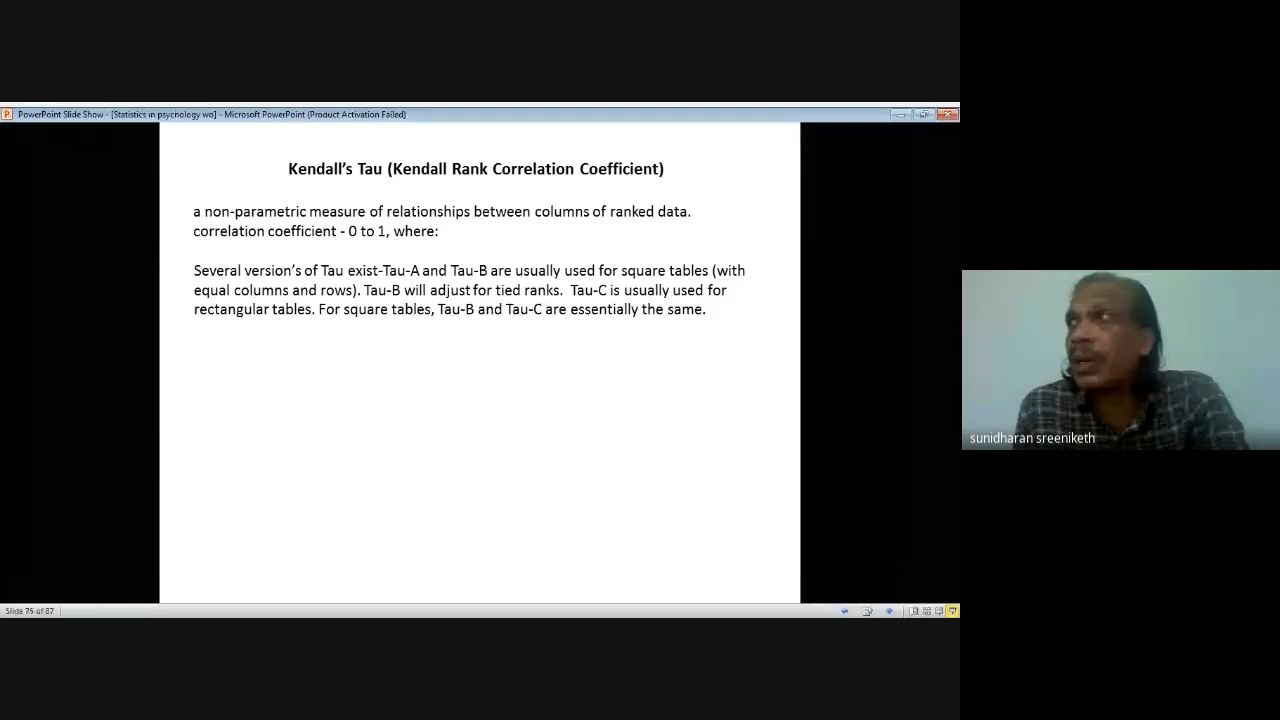 PowerPoint Slide Show - [Statistics in psychology wo] - Microsoft PowerPoint (Product Activation Failed)
Kendall's Tau (Kendall Rank Correlation Coefficient)
a non-parametric measure of relationships between columns of ranked data.
correlation coefficient - 0 to 1, where:
Several version's of Tau exist-Tau-A and Tau-B are usually used for square tables (with
equal columns and rows). Tau-B will adjust for tied ranks. Tau-C is usually used for
rectangular tables. For square tables, Tau-B and Tau-C are essentially the same.
sunidharan sreeniketh
Slide 75 of 87